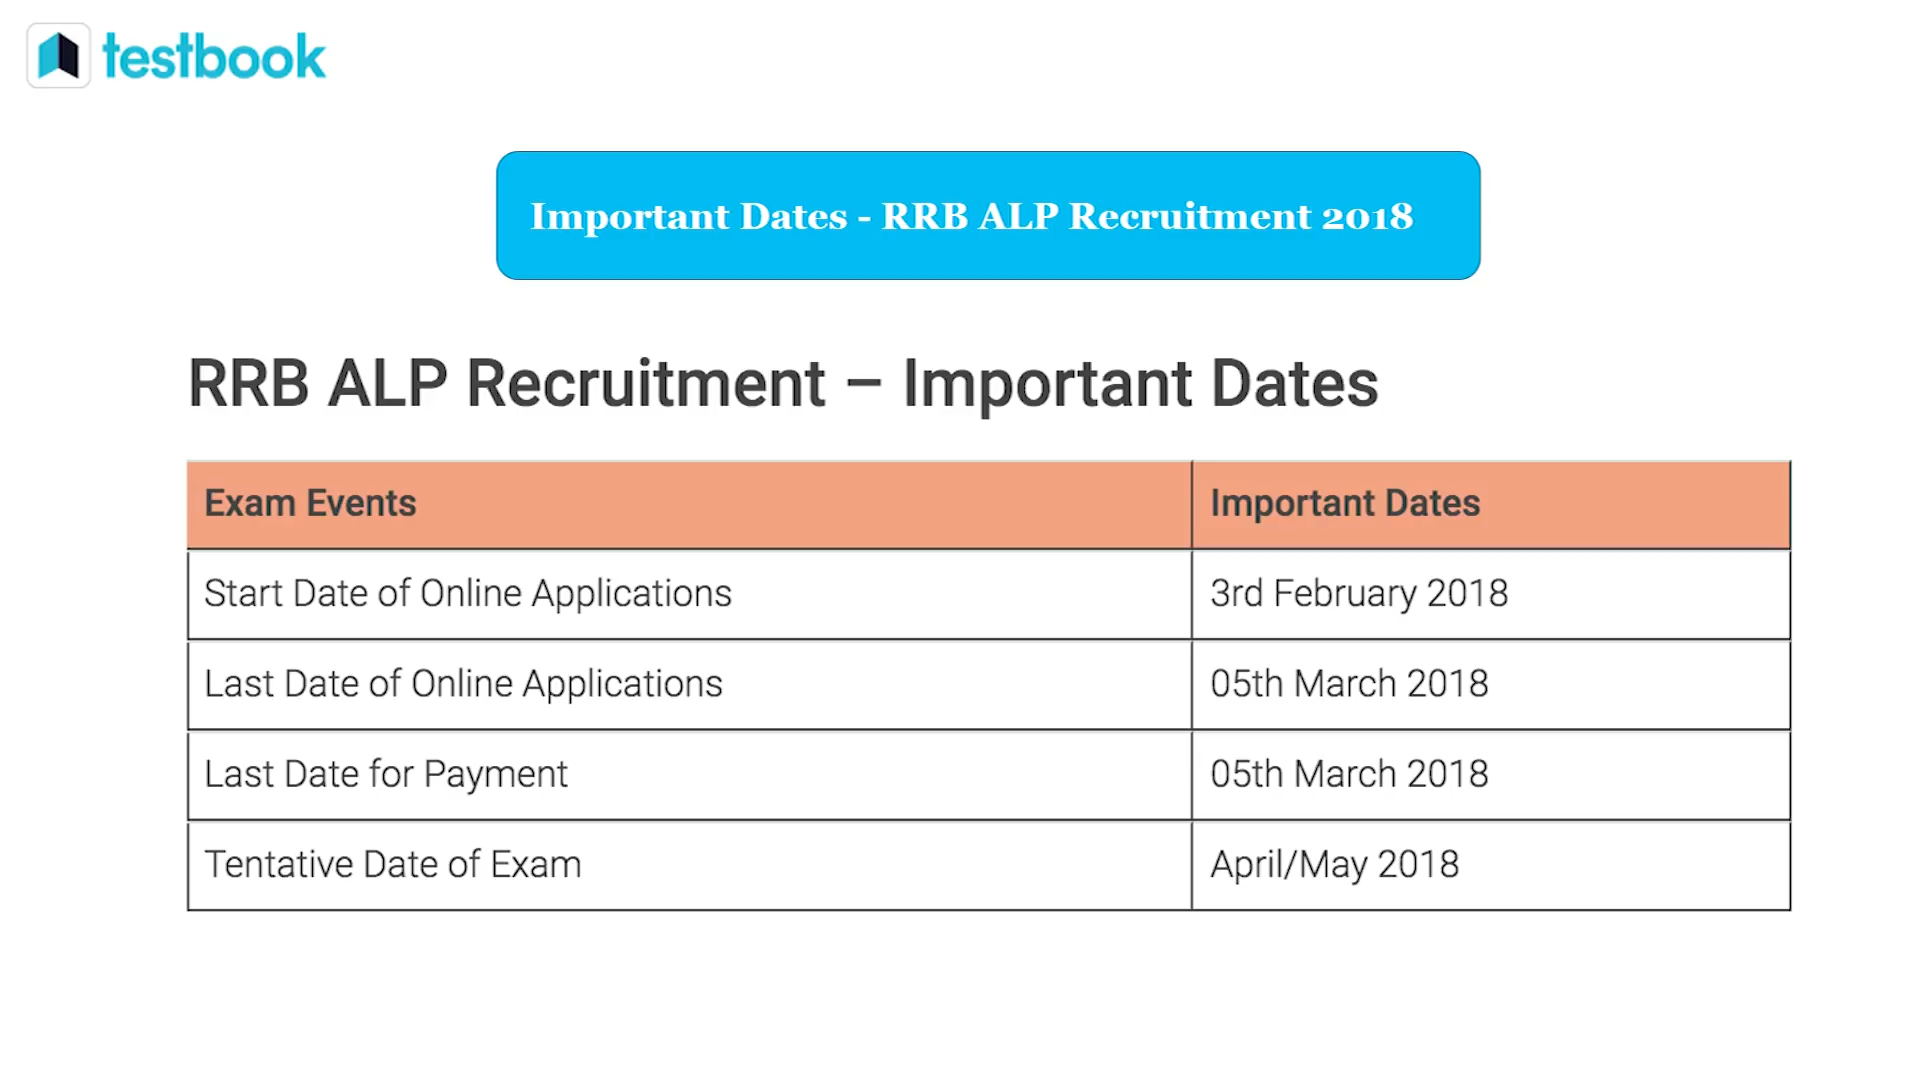 testbook
Important Dates - RRB ALP Recruitment 2018
RRB ALP Recruitment – Important Dates
Exam Events Important Dates
Start Date of Online Applications 3rd February 2018
Last Date of Online Applications 05th March 2018
Last Date for Payment 05th March 2018
Tentative Date of Exam April/May 2018